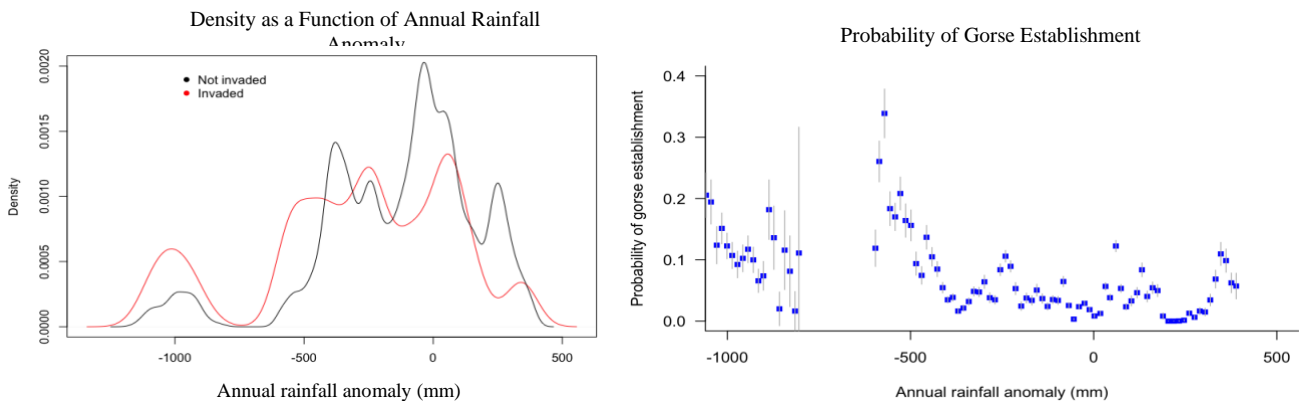 Density as a Function of Annual Rainfall
Anomaly
Not invaded
Invaded
0.0020
0.0015
0.0010
0.0005
0.0000
Density
-1000
-500
0
500
Annual rainfall anomaly (mm)
Probability of Gorse Establishment
0.4
0.3
0.2
0.1
0.0
Probability of gorse establishment
-1000
-500
0
500
Annual rainfall anomaly (mm)